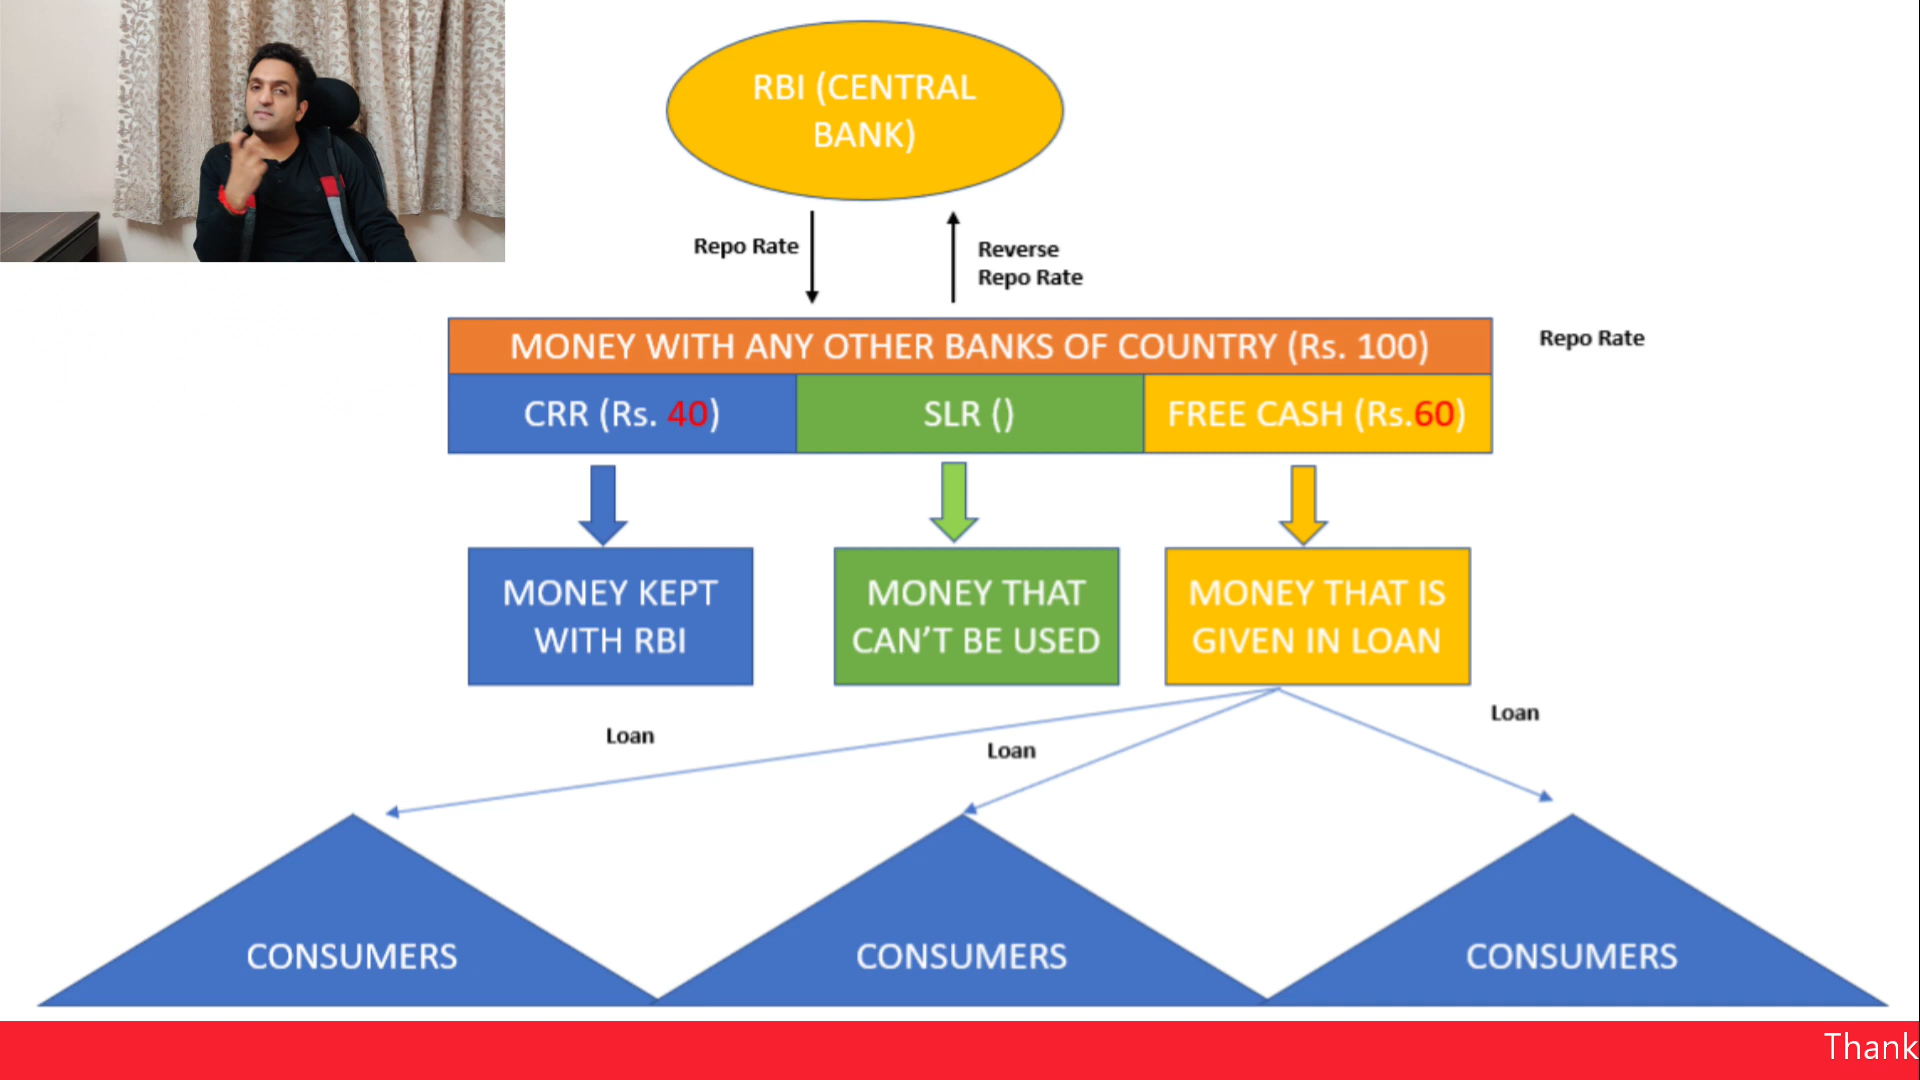 RBI (CENTRAL
BANK)
Repo Rate
Reverse
Repo Rate
MONEY WITH ANY OTHER BANKS OF COUNTRY (Rs. 100)
Repo Rate
CRR (Rs. 40)
SLR ()
FREE CASH (Rs.60)
MONEY KEPT
WITH RBI
MONEY THAT
CAN'T BE USED
MONEY THAT IS
GIVEN IN LOAN
Loan
Loan
Loan
CONSUMERS
CONSUMERS
CONSUMERS
Thank